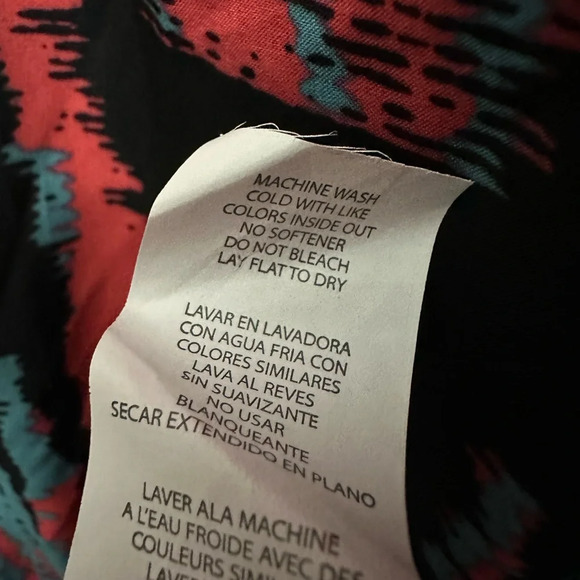 MACHINE WASH
COLD WITH LIKE
COLORS INSIDE OUT
NO SOFTENER
DO NOT BLEACH
LAY FLAT TO DRY
LAVAR EN LAVADORA
CON AGUA FRIA CON
COLORES SIMILARES
LAVA AL REVES
SIN SUAVIZANTE
NO USAR
BLANQUEANTE
SECAR EXTENDIDO EN PLANO
LAVER ALA MACHINE
A L'EAU FROIDE AVEC DES
COULEURS